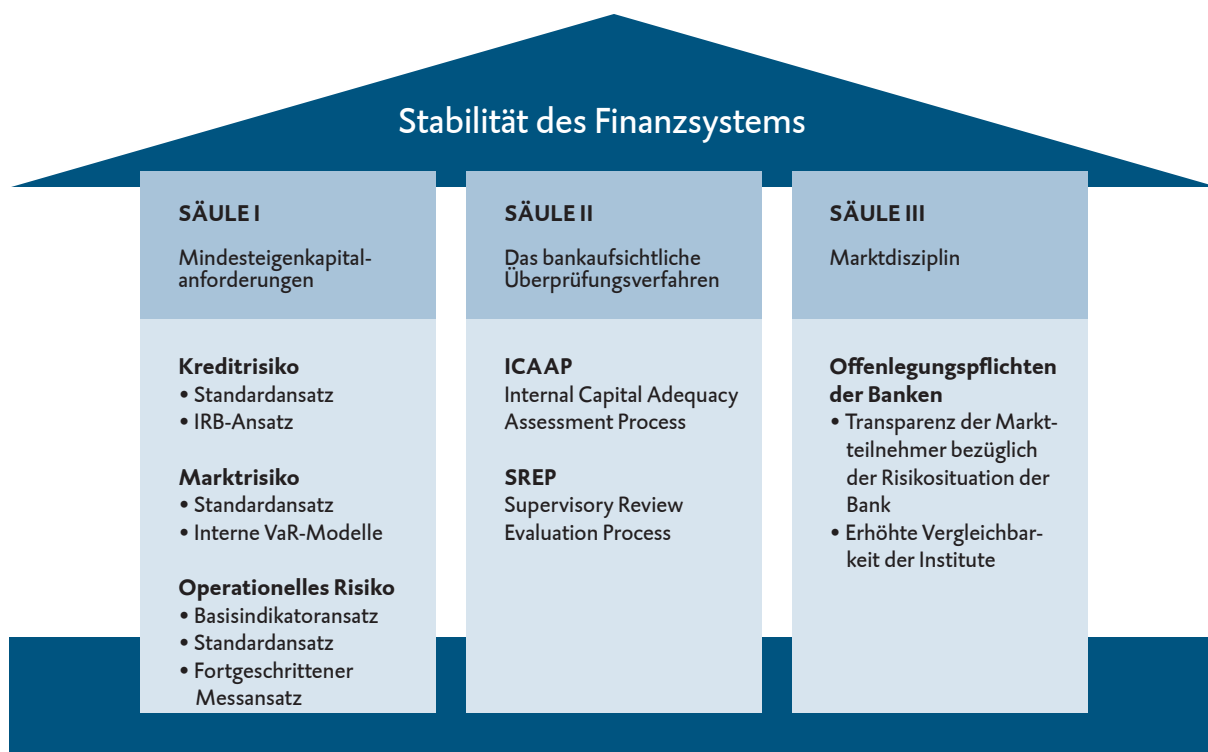 Stabilität des Finanzsystems
SÄULE I
Mindesteigenkapital-
anforderungen
Kreditrisiko
• Standardansatz
• IRB-Ansatz
Marktrisiko
• Standardansatz
• Interne VaR-Modelle
Operationelles Risiko
• Basisindikatoransatz
• Standardansatz
• Fortgeschrittener
Messansatz
SÄULE II
Das bankaufsichtliche
Überprüfungsverfahren
ICAAP
Internal Capital Adequacy
Assessment Process
SREP
Supervisory Review
Evaluation Process
SÄULE III
Marktdisziplin
Offenlegungspflichten
der Banken
• Transparenz der Markt-
teilnehmer bezüglich
der Risikosituation der
Bank
• Erhöhte Vergleichbar-
keit der Institute